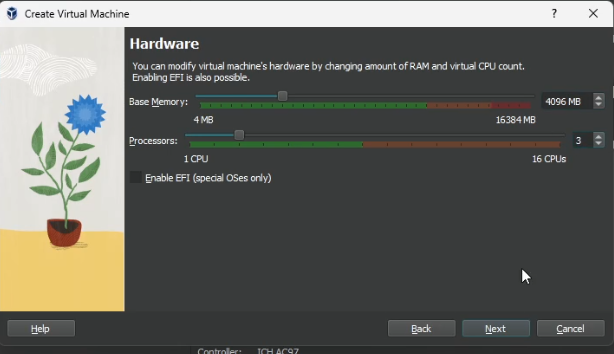 Create Virtual Machine
?
Hardware
You can modify virtual machine's hardware by changing amount of RAM and virtual CPU count.
Enabling EFI is also possible.
Base Memory:
4096 MB
4 MB
16384 MB
Processors:
3
1 CPU
16 CPUs
Enable EFI (special OSes only)
Help
Back
Next
Cancel
Controller: ICH AC97